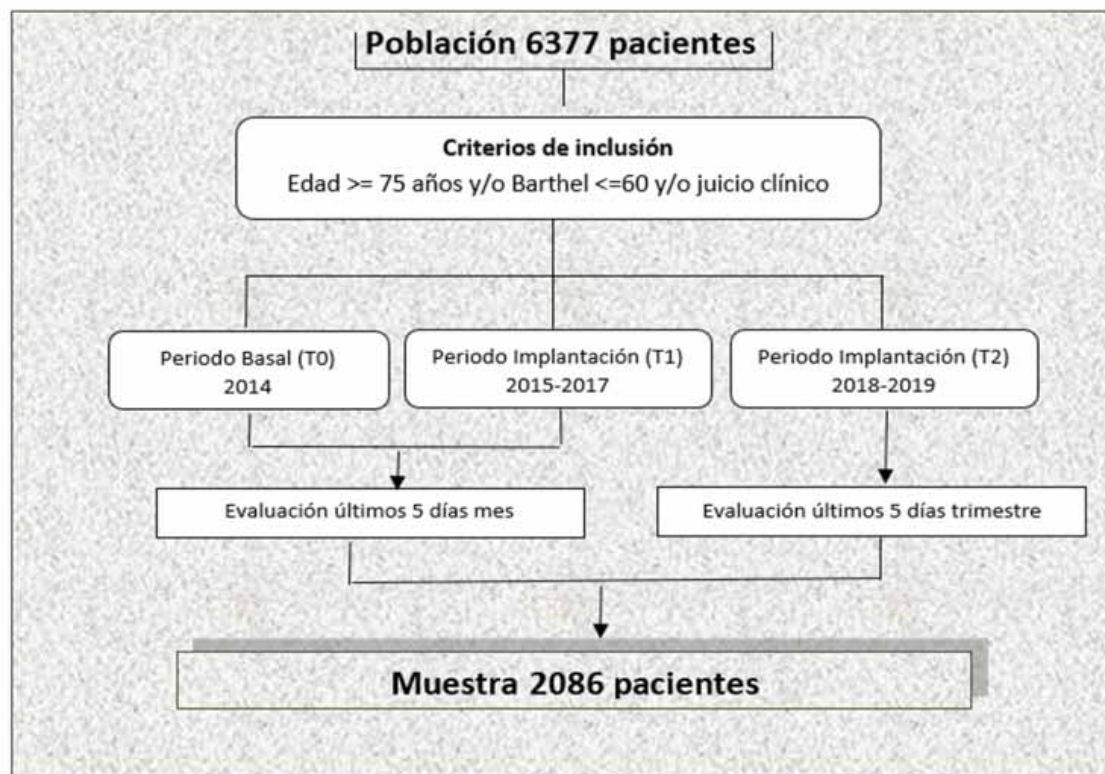 Población 6377 pacientes
Criterios de inclusión
Edad >= 75 años y/o Barthel <=60 y/o juicio clínico
Periodo Basal (T0)
2014
Periodo Implantación (T1)
2015-2017
Periodo Implantación (T2)
2018-2019
Evaluación últimos 5 días mes
Evaluación últimos 5 días trimestre
Muestra 2086 pacientes